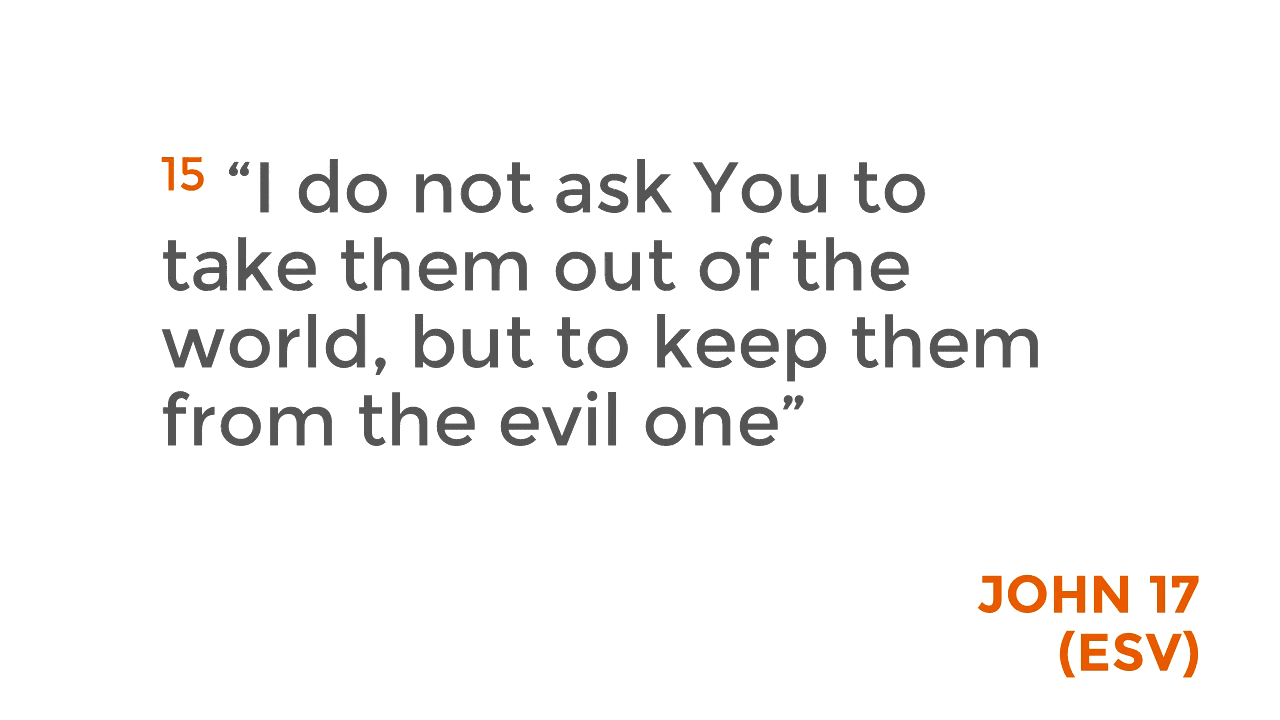 15 “I do not ask You to
take them out of the
world, but to keep them
from the evil one”
JOHN 17
(ESV)